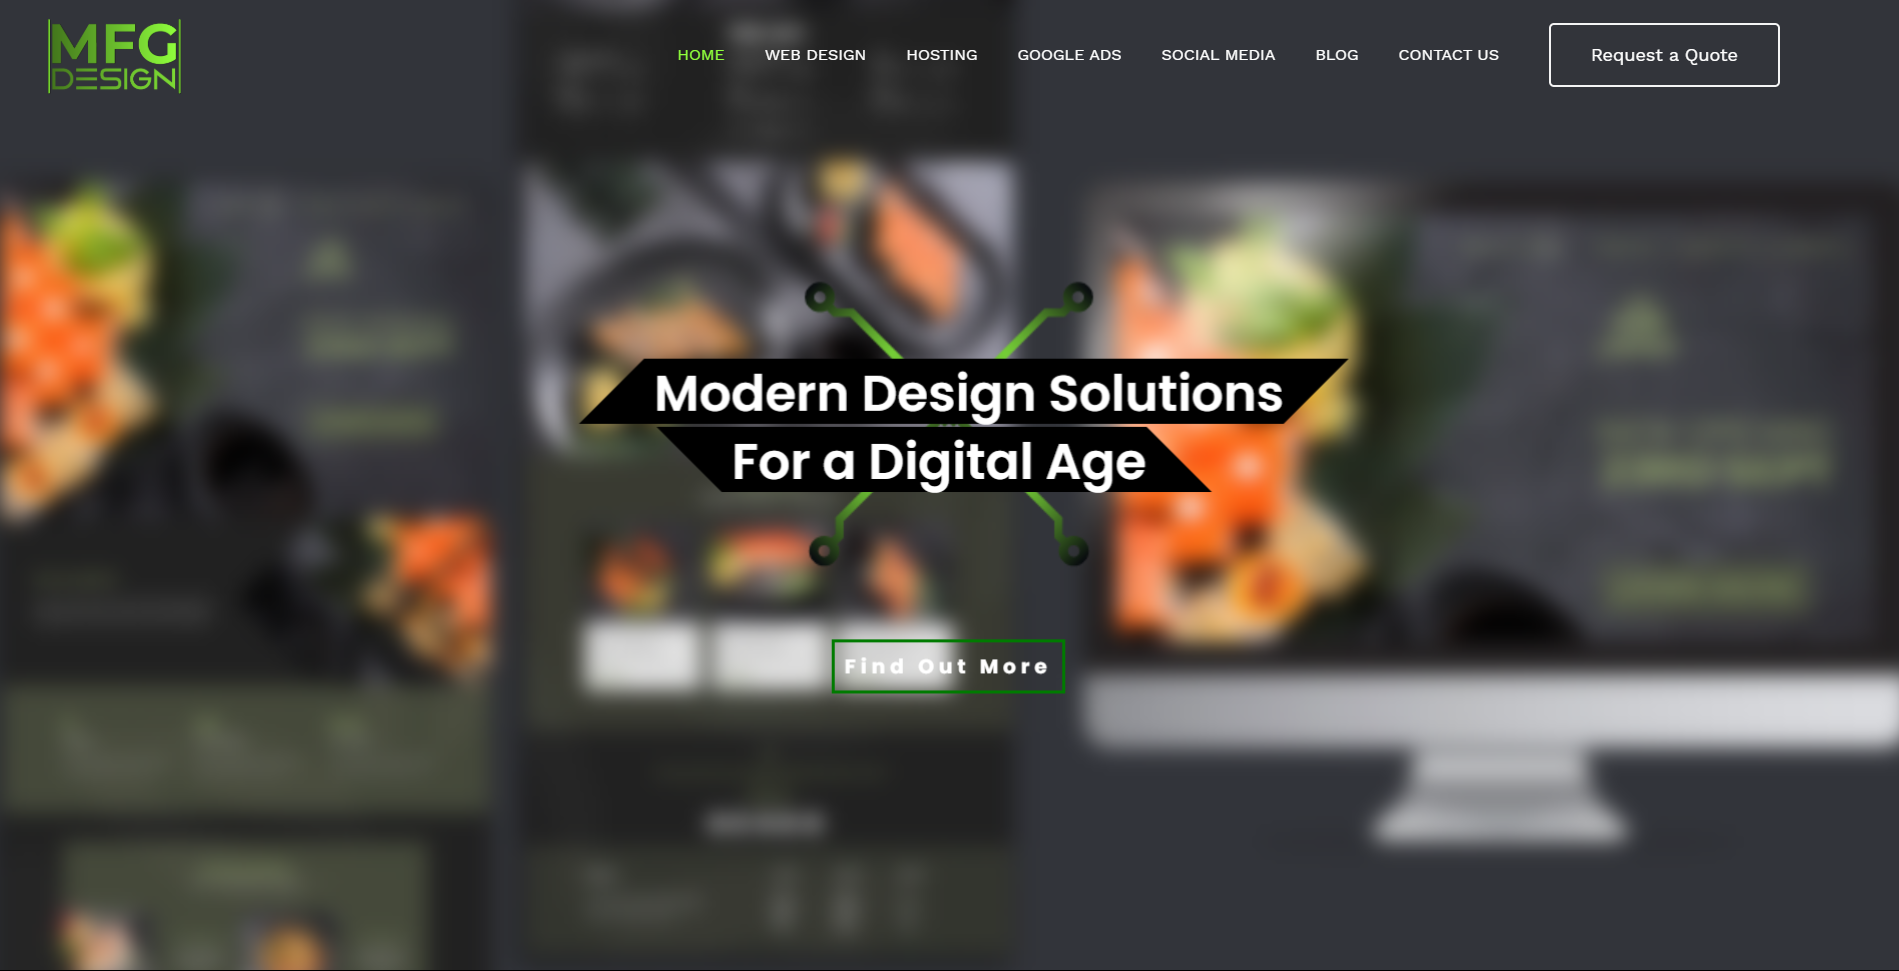 MFG
DESIGN
HOME
WEB DESIGN
HOSTING
GOOGLE ADS
SOCIAL MEDIA
BLOG
CONTACT US
Request a Quote
Modern Design Solutions
For a Digital Age
Find Out More